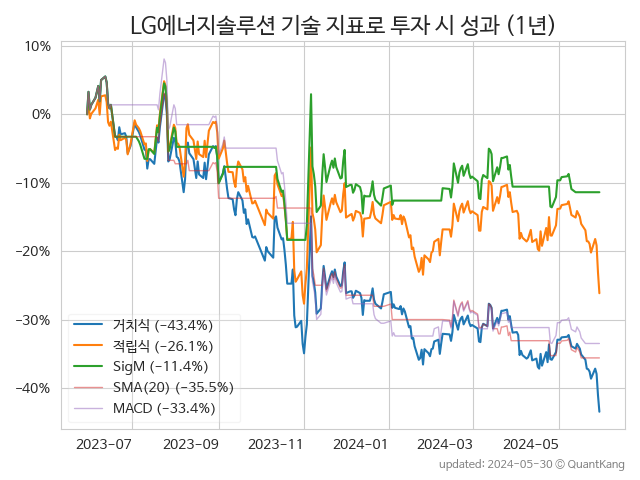 LG에너지솔루션 기술 지표로 투자 시 성과 (1년)
10%
0%
−10%
−20%
−30%
−40%
거치식 (−43.4%)
적립식 (−26.1%)
SigM (−11.4%)
SMA(20) (−35.5%)
MACD (−33.4%)
2023−07
2023−09
2023−11
2024−01
2024−03
2024−05
updated: 2024−05−30 ⓒ QuantKang